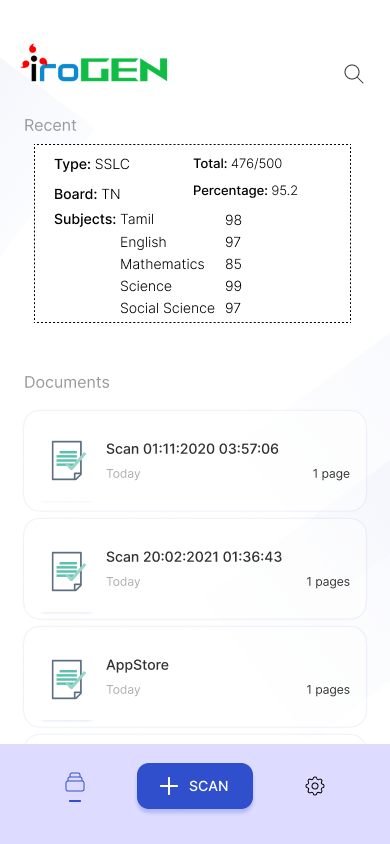 iroGEN
Recent
Type: SSLC Total: 476/500
Board: TN Percentage: 95.2
Subjects: Tamil 98
English 97
Mathematics 85
Science 99
Social Science 97
Documents
Scan 01:11:2020 03:57:06
Today 1 page
Scan 20:02:2021 01:36:43
Today 1 pages
AppStore
Today 1 pages
SCAN